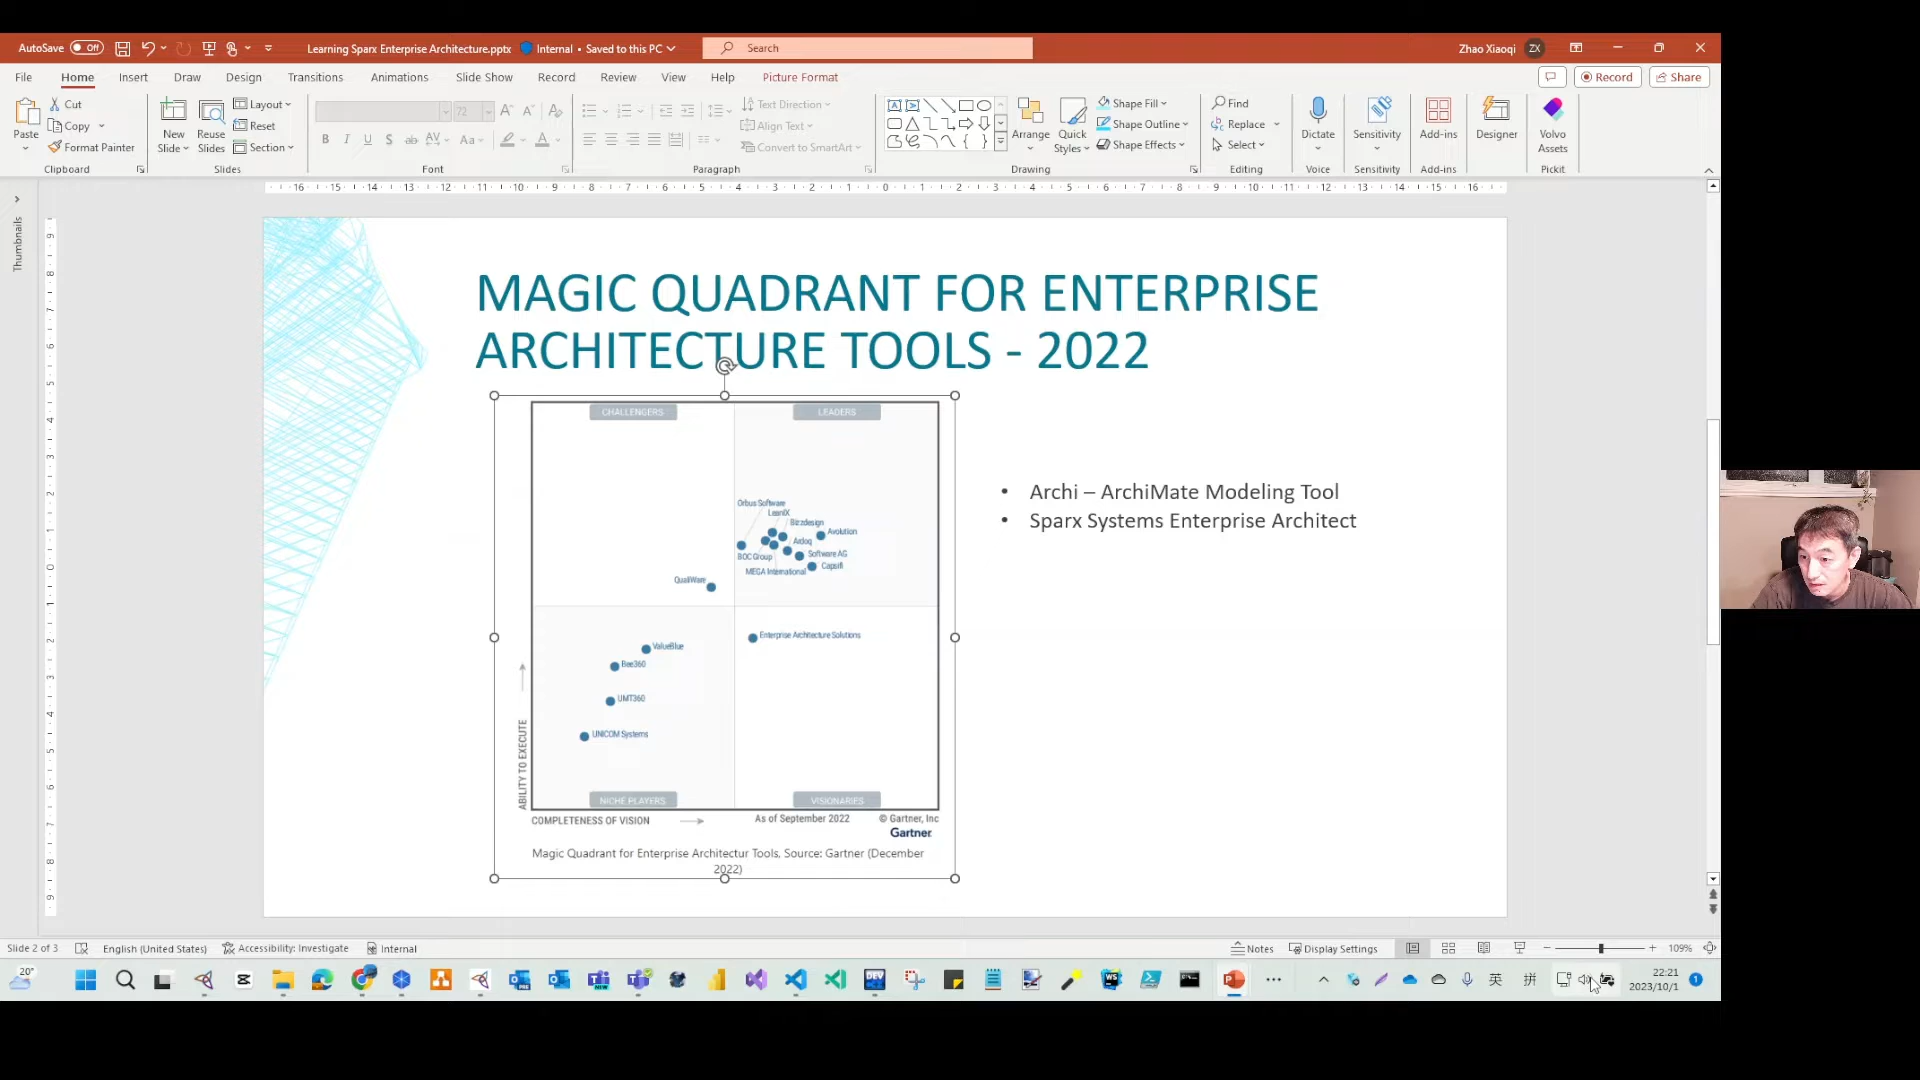 AutoSave Off Learning Sparx Enterprise Architecture.pptx Internal • Saved to this PC Search Zhao Xiaoqi ZX
File Home Insert Draw Design Transitions Animations Slide Show Record Review View Help Picture Format Record Share
Paste
Cut
Copy
Format Painter
Clipboard
New Slide
Reuse Slides
Layout
Reset
Section
Slides
72
Font
Text Direction
Align Text
Convert to SmartArt
Paragraph
Arrange
Quick Styles
Shape Fill
Shape Outline
Shape Effects
Drawing
Find
Replace
Select
Editing
Dictate
Voice
Sensitivity
Sensitivity
Add-ins
Add-ins
Designer
Volvo Assets
Pickit
Thumbnails
MAGIC QUADRANT FOR ENTERPRISE
ARCHITECTURE TOOLS - 2022
CHALLENGERS
LEADERS
Orbus Software
LeanIX
Bizzdesign
Avolution
Ardoq
BOC Group
Software AG
MEGA International
Capsifi
QualiWare
Enterprise Architecture Solutions
ValueBlue
Bee360
UMT360
UNICOM Systems
NICHE PLAYERS
VISIONARIES
ABILITY TO EXECUTE
COMPLETENESS OF VISION
As of September 2022
© Gartner, Inc
Gartner
Magic Quadrant for Enterprise Architectur Tools, Source: Gartner (December
2022)
• Archi – ArchiMate Modeling Tool
• Sparx Systems Enterprise Architect
Slide 2 of 3 English (United States) Accessibility: Investigate Internal Notes Display Settings 109%
20°
英 拼
22:21
2023/10/1